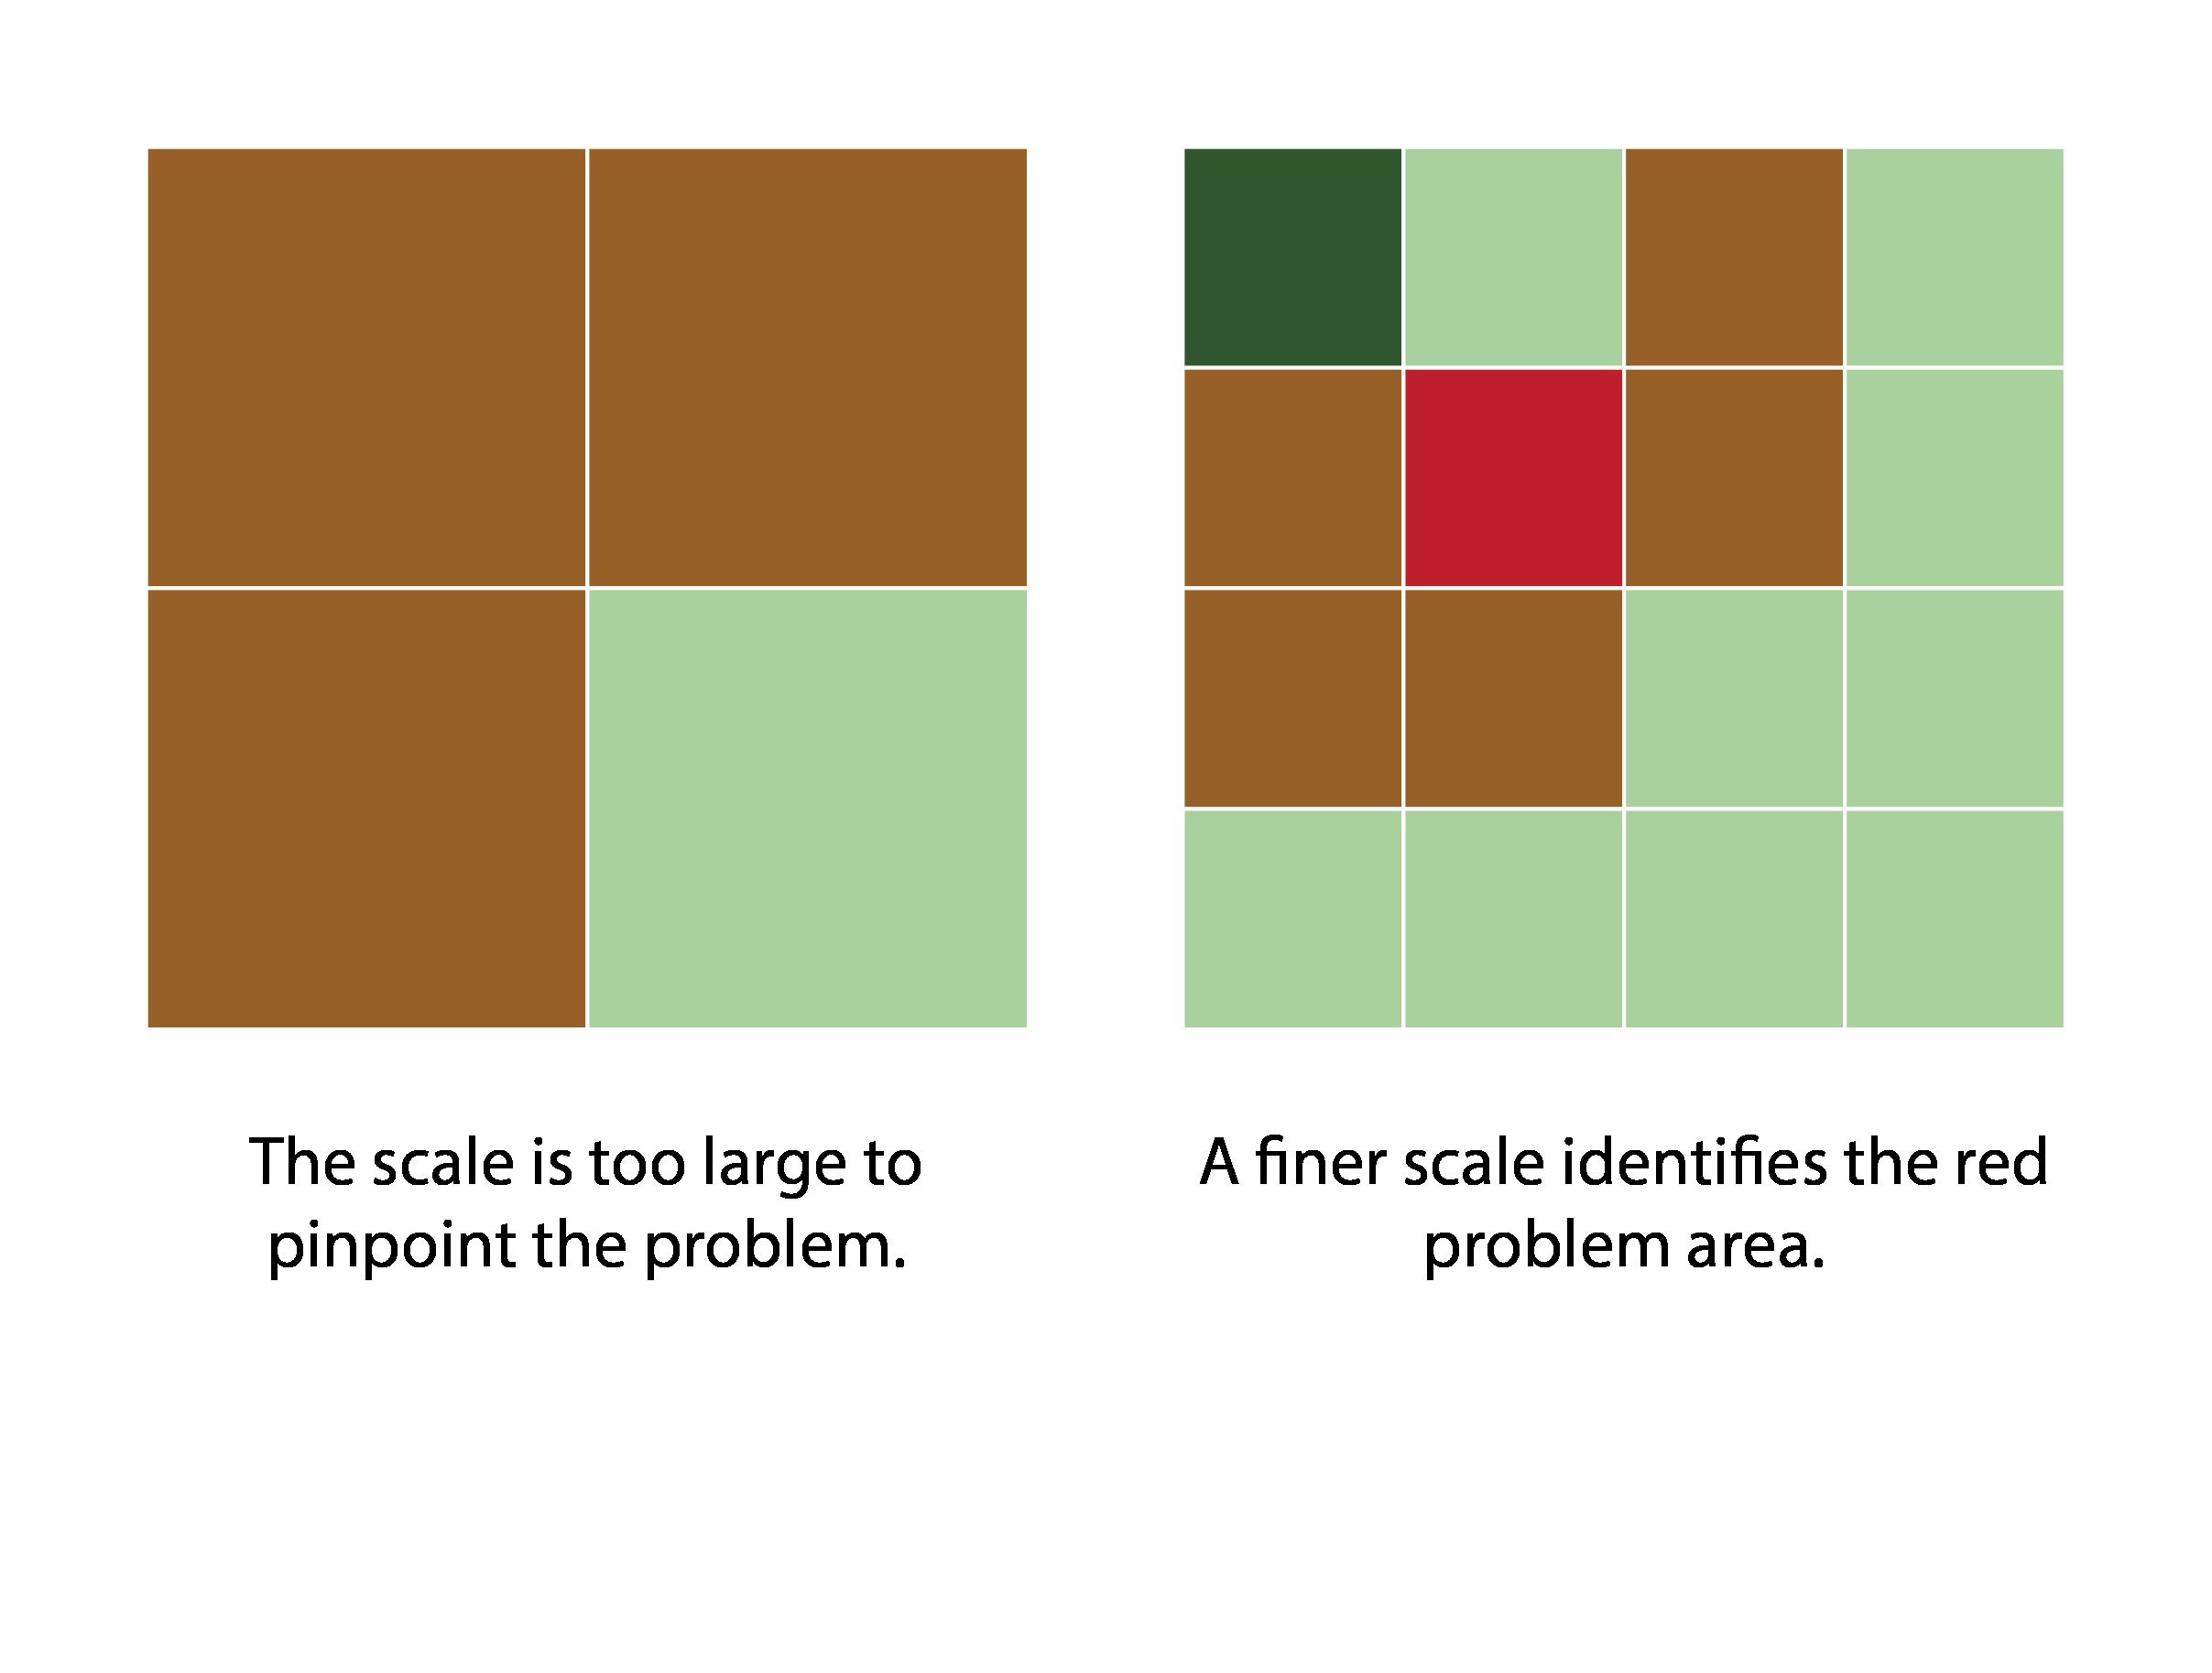 The scale is too large to
pinpoint the problem.
A finer scale identifies the red
problem area.